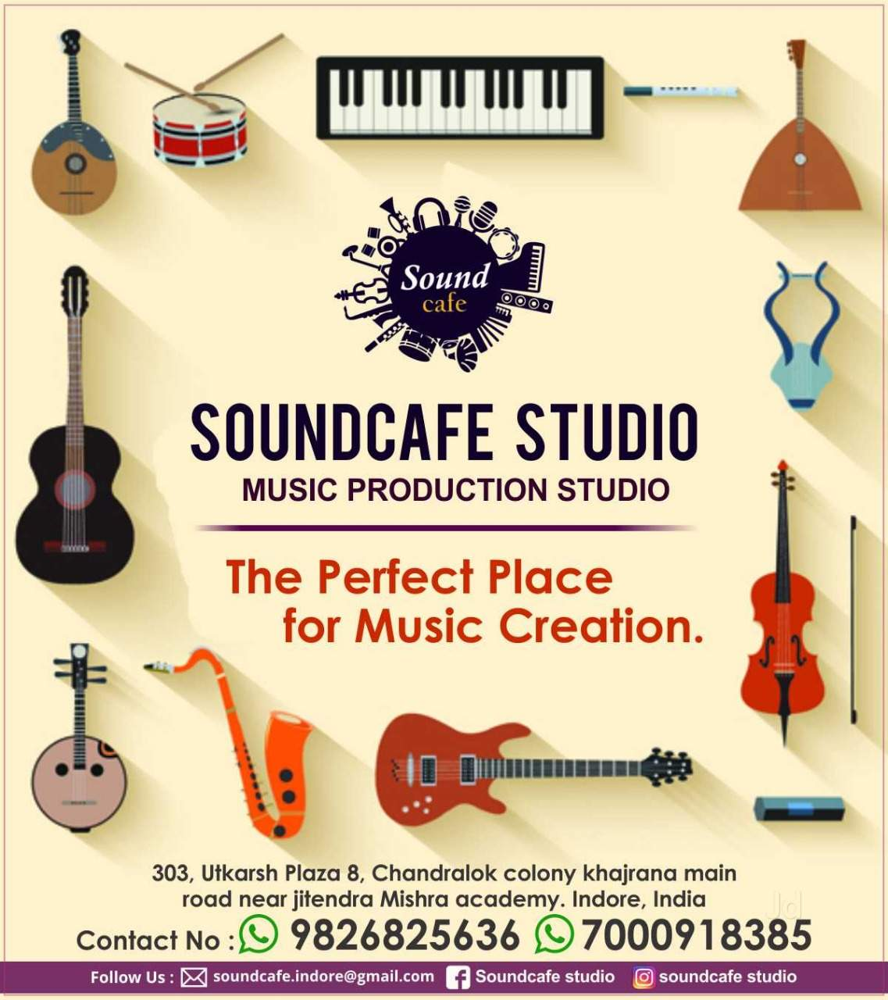 Sound
cafe
SOUNDCAFE STUDIO
MUSIC PRODUCTION STUDIO
The Perfect Place
for Music Creation.
303, Utkarsh Plaza 8, Chandralok colony khajrana main
road near jitendra Mishra academy. Indore, India
Jd
Contact No : 9826825636 7000918385
Follow Us : soundcafe.indore@gmail.com Soundcafe studio soundcafe studio